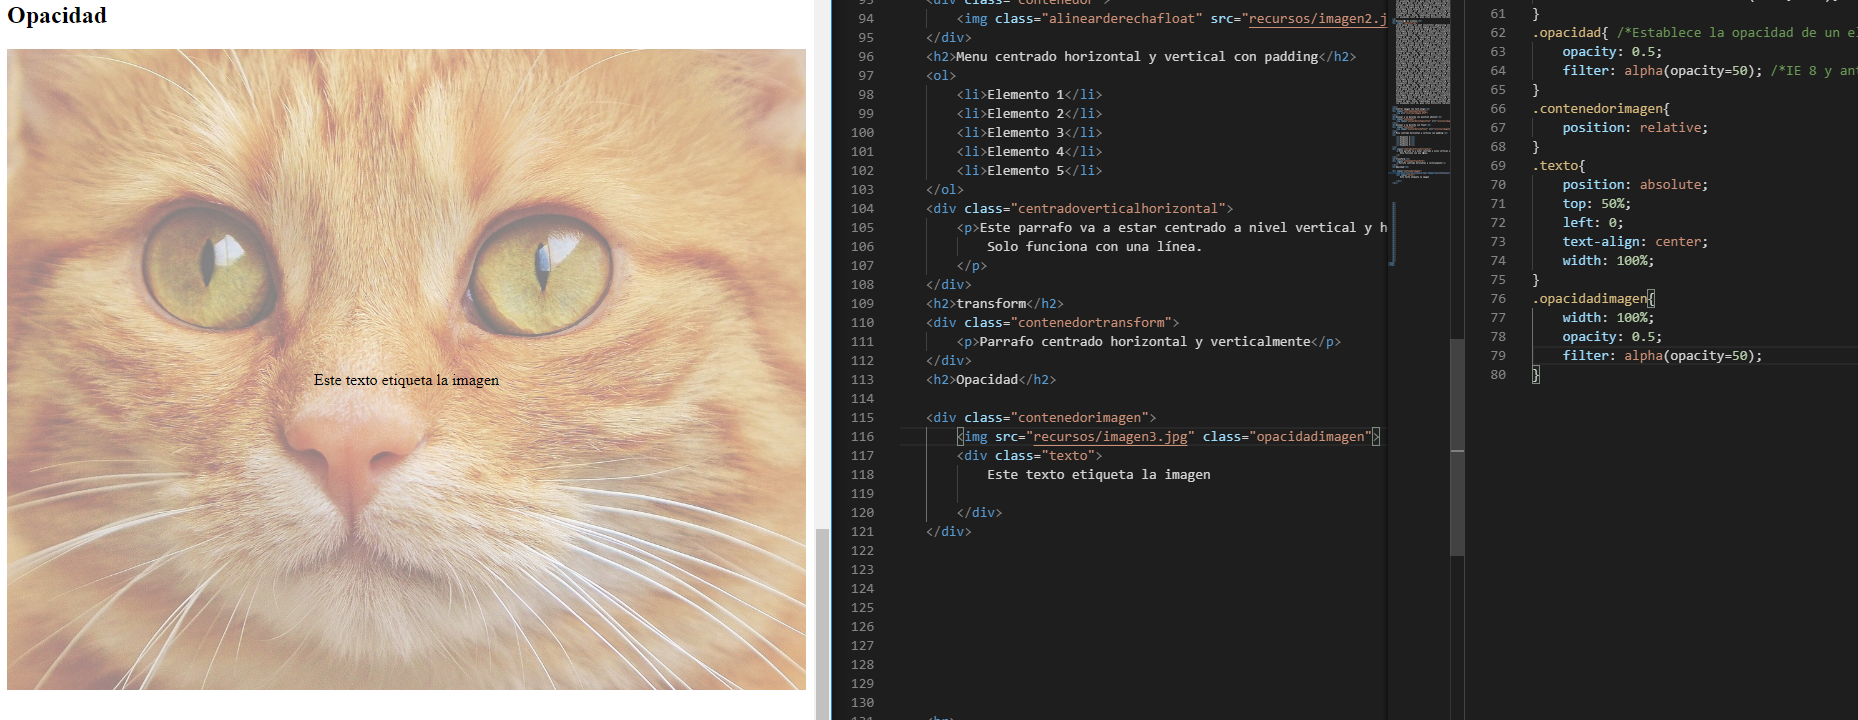 Opacidad
Este texto etiqueta la imagen
93 <div class="contenedor">
94 <img class="alinearderechafloat" src="recursos/imagen2.j
95 </div>
96 <h2>Menu centrado horizontal y vertical con padding</h2>
97 <ol>
98 <li>Elemento 1</li>
99 <li>Elemento 2</li>
100 <li>Elemento 3</li>
101 <li>Elemento 4</li>
102 <li>Elemento 5</li>
103 </ol>
104 <div class="centradoverticalhorizontal">
105 <p>Este parrafo va a estar centrado a nivel vertical y h
106 Solo funciona con una línea.
107 </p>
108 </div>
109 <h2>transform</h2>
110 <div class="contenedortransform">
111 <p>Parrafo centrado horizontal y verticalmente</p>
112 </div>
113 <h2>Opacidad</h2>
114
115 <div class="contenedorimagen">
116 <img src="recursos/imagen3.jpg" class="opacidadimagen">
117 <div class="texto">
118 Este texto etiqueta la imagen
119
120 </div>
121 </div>
122
123
124
125
126
127
128
129
130
61 }
62 .opacidad{ /*Establece la opacidad de un el
63 opacity: 0.5;
64 filter: alpha(opacity=50); /*IE 8 y ant
65 }
66 .contenedorimagen{
67 position: relative;
68 }
69 .texto{
70 position: absolute;
71 top: 50%;
72 left: 0;
73 text-align: center;
74 width: 100%;
75 }
76 .opacidadimagen{
77 width: 100%;
78 opacity: 0.5;
79 filter: alpha(opacity=50);
80 }